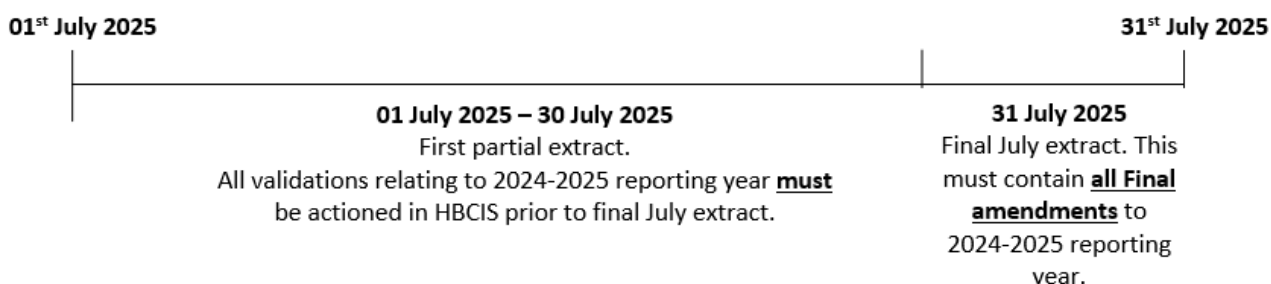 01st July 2025
31st July 2025
01 July 2025 – 30 July 2025
First partial extract.
All validations relating to 2024-2025 reporting year must
be actioned in HBCIS prior to final July extract.
31 July 2025
Final July extract. This
must contain all Final
amendments to
2024-2025 reporting
year.